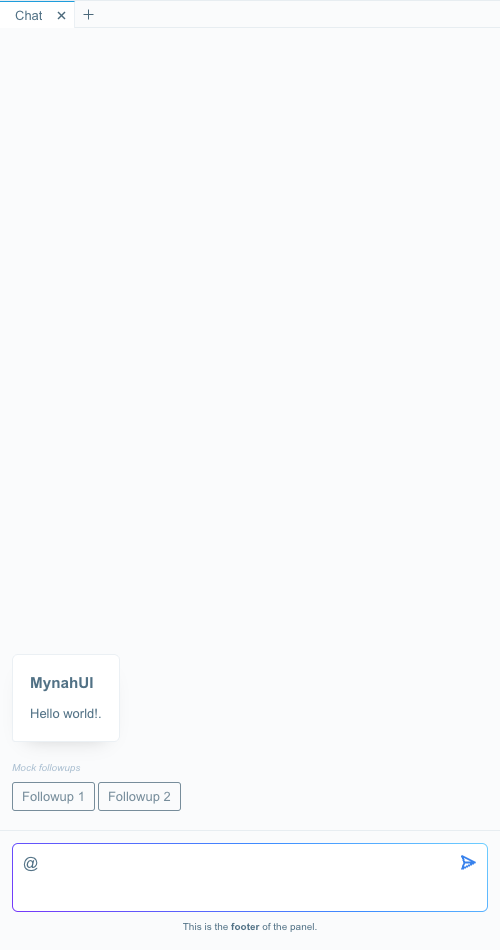 Chat
MynahUI
Hello world!.
Mock followups
Followup 1 Followup 2
@
This is the footer of the panel.